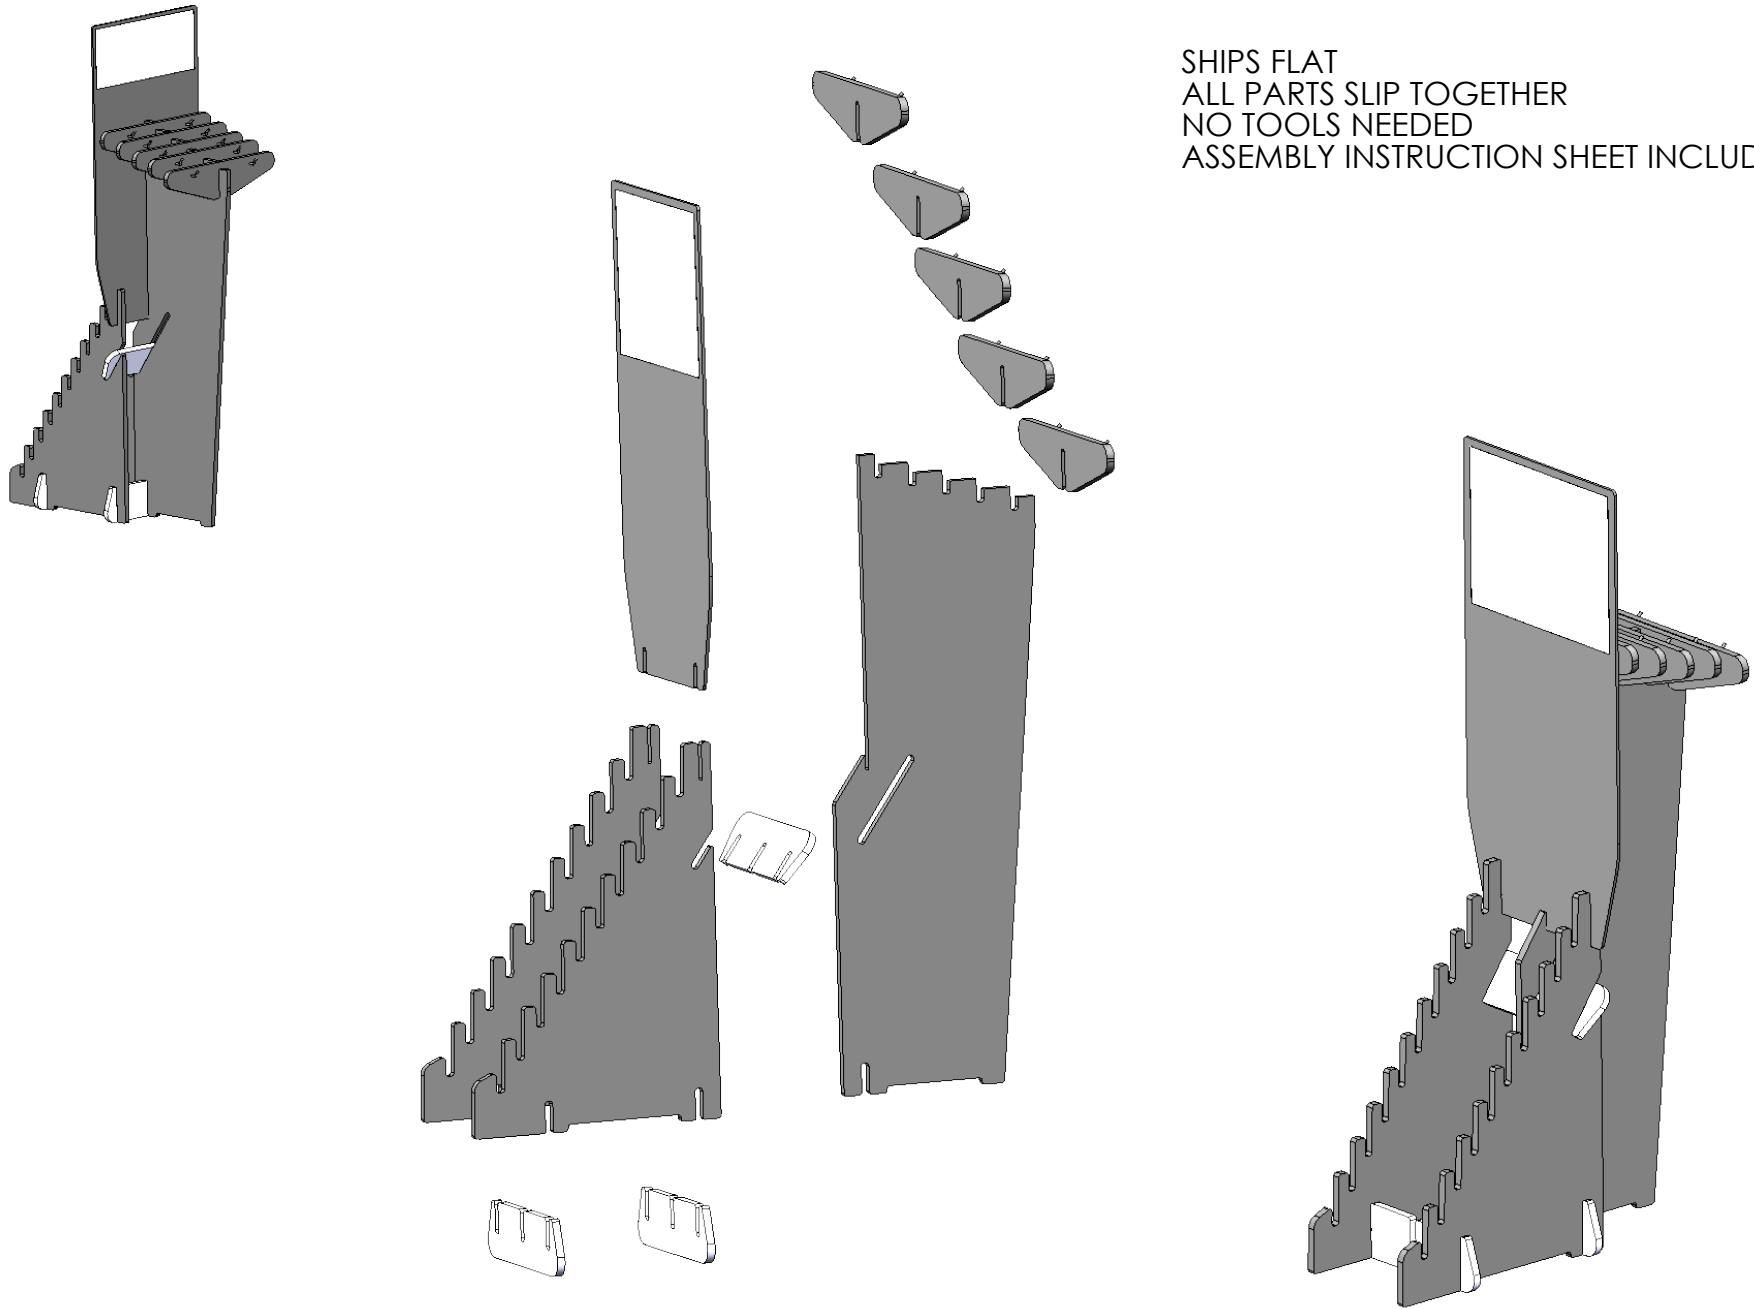 SHIPS FLAT
ALL PARTS SLIP TOGETHER
NO TOOLS NEEDED
ASSEMBLY INSTRUCTION SHEET INCLUD